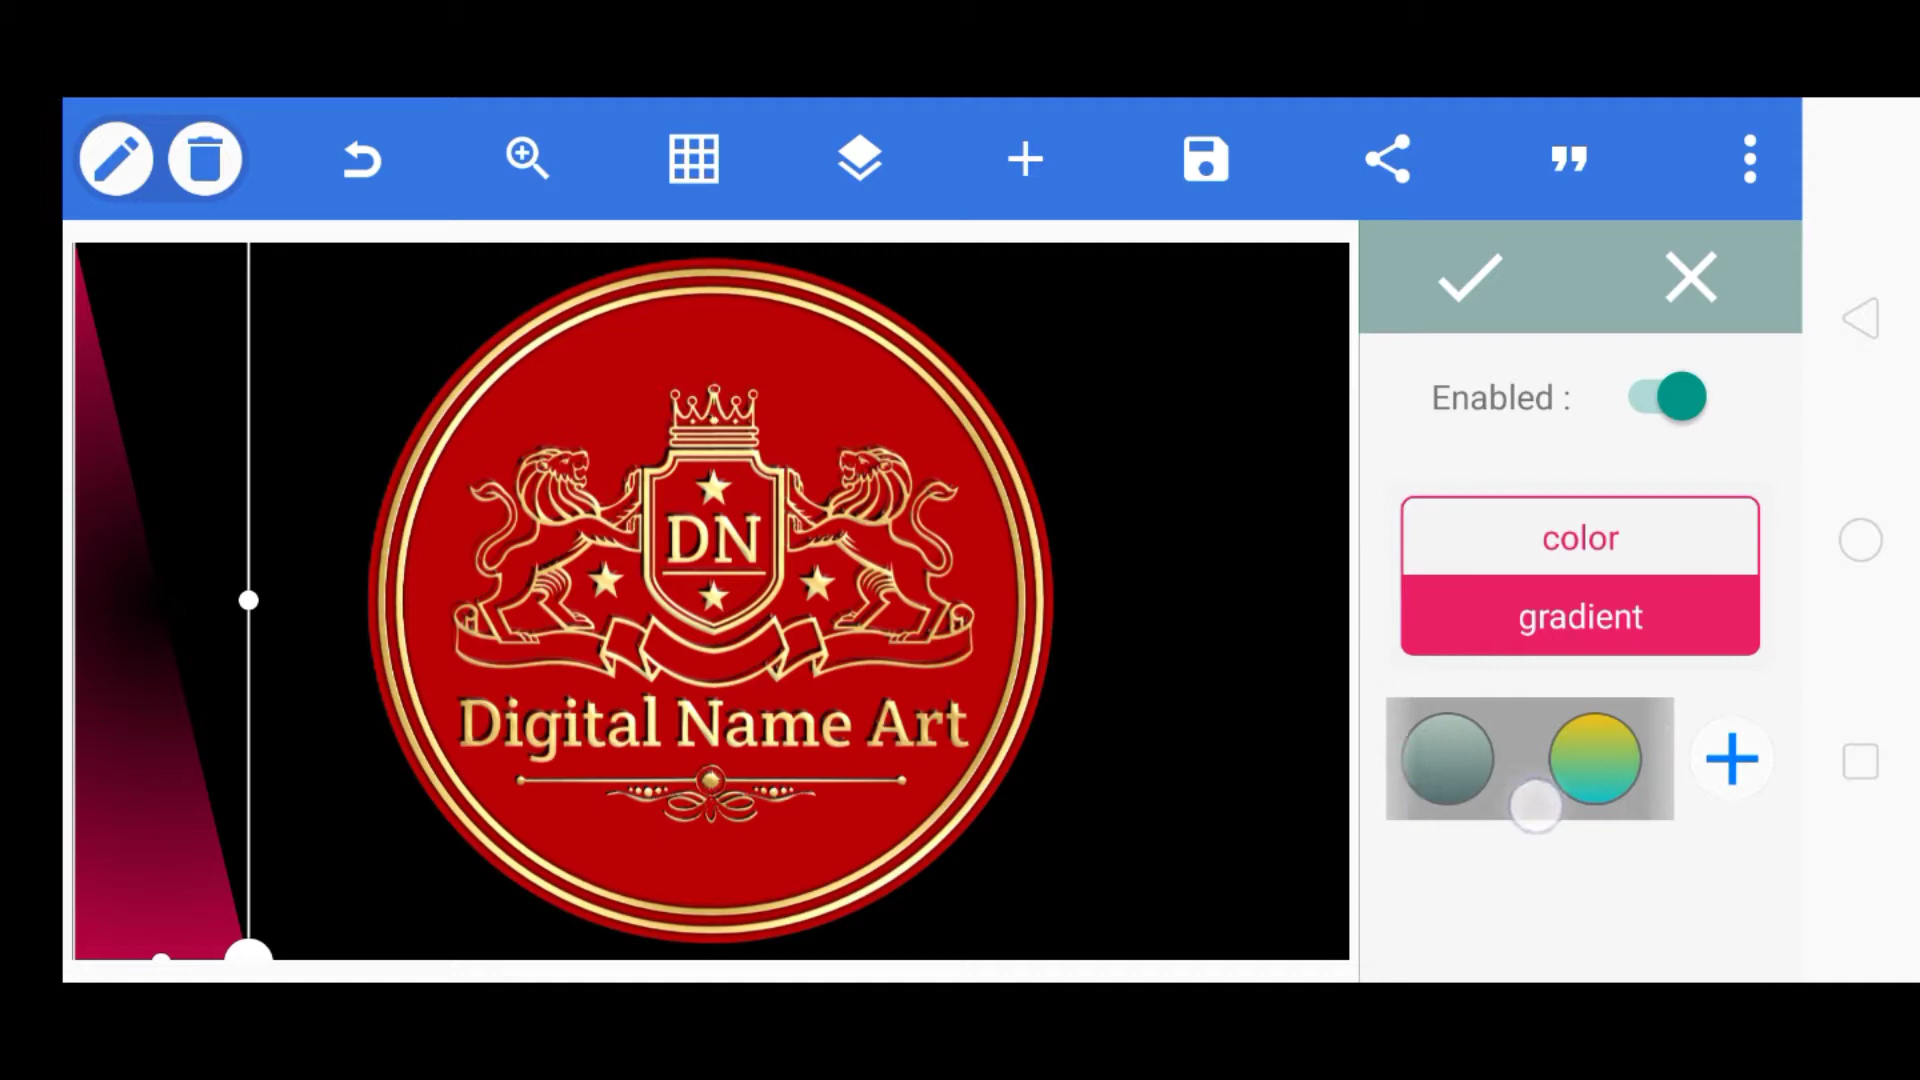 Enabled :
color
gradient
DN
Digital Name Art